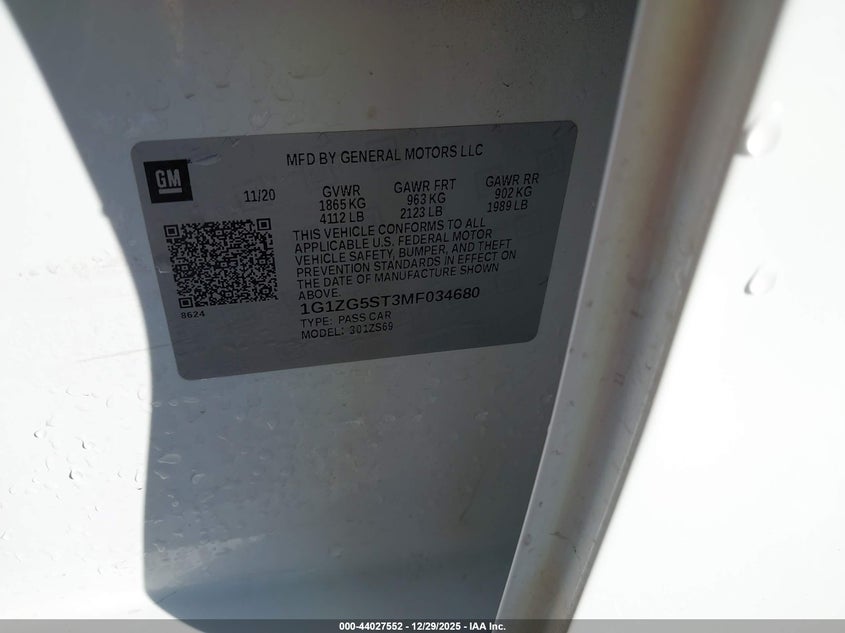 GM
MFD BY GENERAL MOTORS LLC
11/20
GVWR
1865 KG
4112 LB
GAWR FRT
963 KG
2123 LB
GAWR RR
902 KG
1989 LB
THIS VEHICLE CONFORMS TO ALL
APPLICABLE U.S. FEDERAL MOTOR
VEHICLE SAFETY, BUMPER, AND THEFT
PREVENTION STANDARDS IN EFFECT ON
THE DATE OF MANUFACTURE SHOWN
ABOVE.
8624
1G1ZG5ST3MF034680
TYPE: PASS CAR
MODEL: 301ZS69
000-44027552 — 12/29/2025 — IAA Inc.